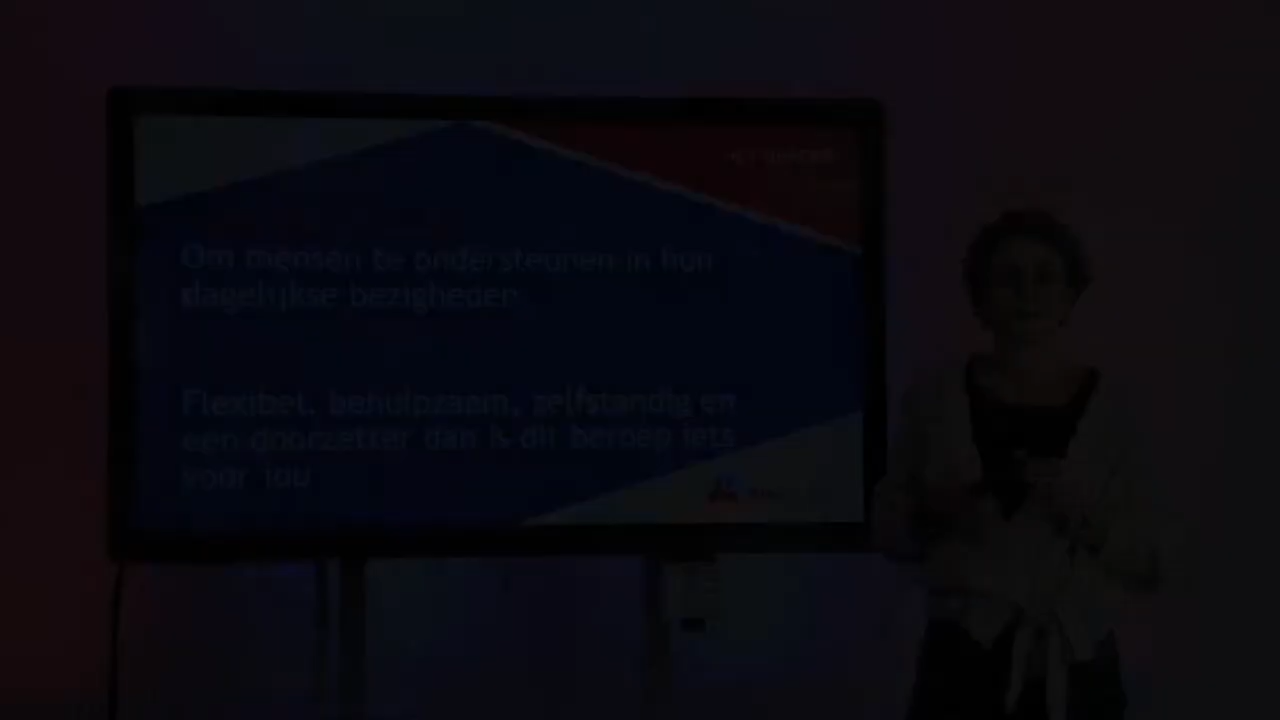 Om mensen te ondersteunen in hun
dagelijkse bezigheden
Flexibel, behulpzaam, zelfstandig en
een doorzetter dan is dit beroep iets
voor jou